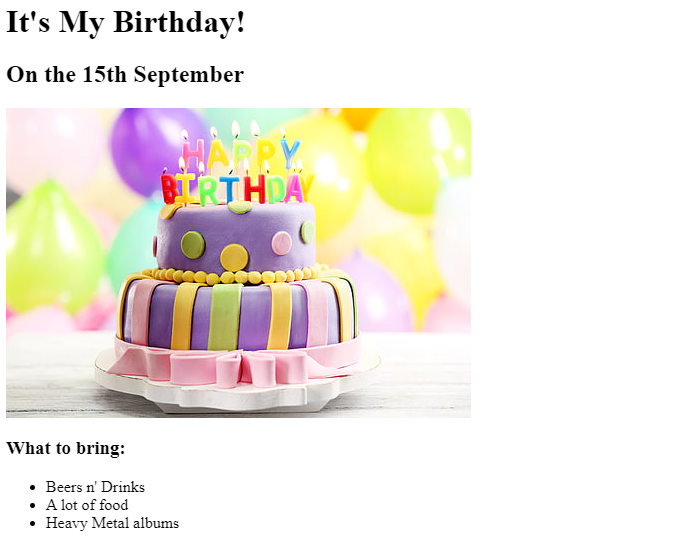 It's My Birthday!
On the 15th September
HAPPY
BIRTHDAY
What to bring:
Beers n' Drinks
A lot of food
Heavy Metal albums